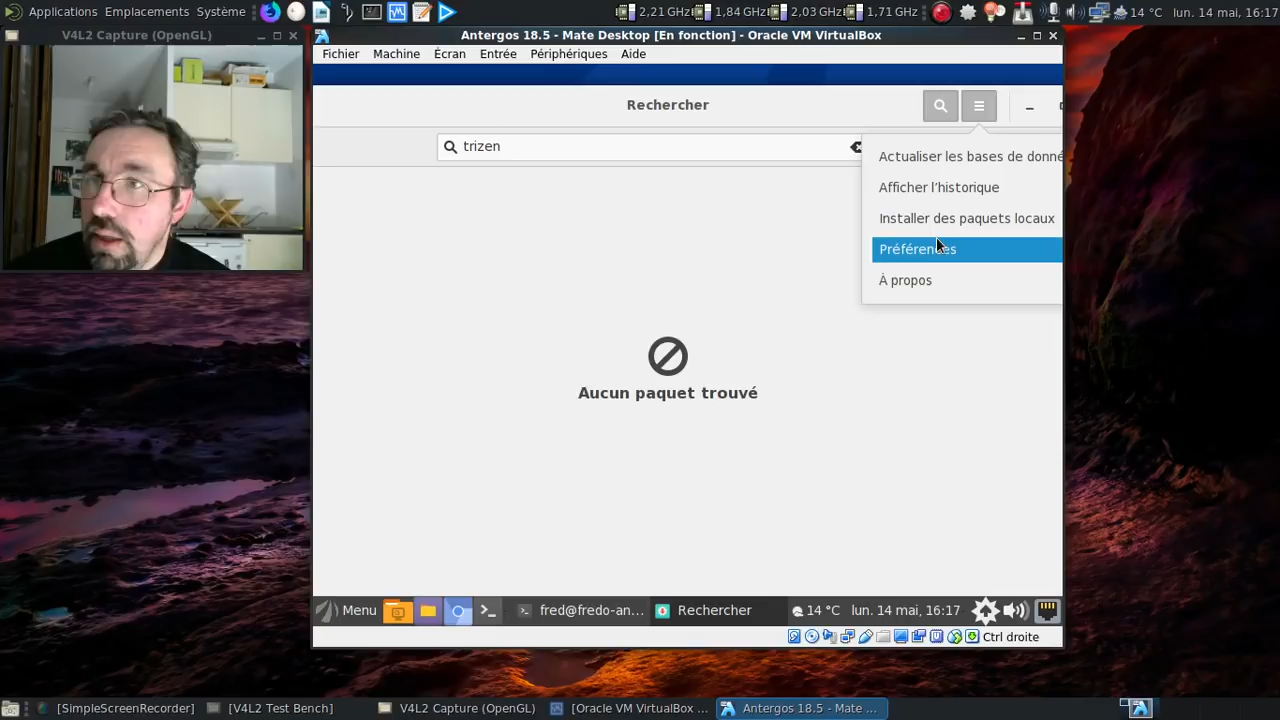 Applications Emplacements Système
2,21 GHz 1,84 GHz 2,03 GHz 1,71 GHz 14 °C lun. 14 mai, 16:17
V4L2 Capture (OpenGL)
Antergos 18.5 - Mate Desktop [En fonction] - Oracle VM VirtualBox
Fichier Machine Écran Entrée Périphériques Aide
Rechercher
trizen
Actualiser les bases de donné
Afficher l’historique
Installer des paquets locaux
Préférences
À propos
Aucun paquet trouvé
Menu fred@fredo-an... Rechercher 14 °C lun. 14 mai, 16:17
Ctrl droite
[SimpleScreenRecorder] [V4L2 Test Bench] V4L2 Capture (OpenGL) [Oracle VM VirtualBox ... Antergos 18.5 - Mate ...